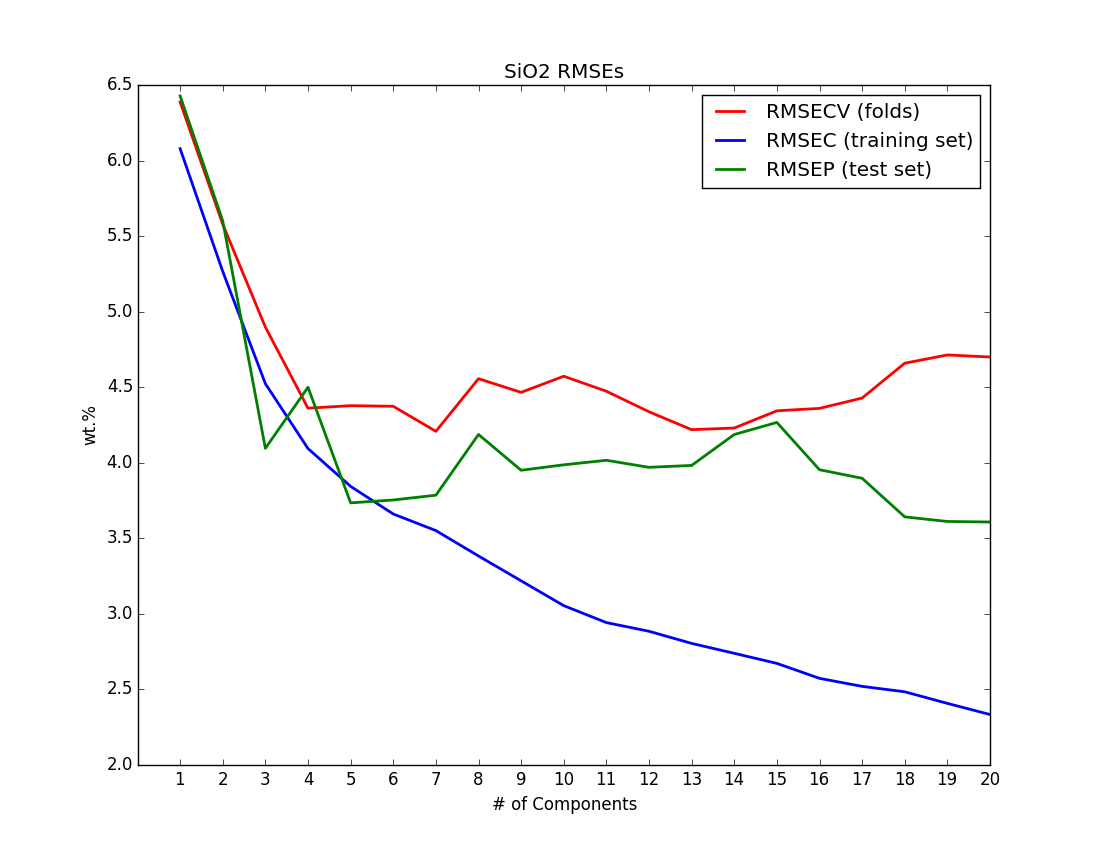 SiO2 RMSEs
RMSECV (folds)
RMSEC (training set)
RMSEP (test set)
6.5
6.0
5.5
5.0
4.5
4.0
3.5
3.0
2.5
2.0
wt.%
1 2 3 4 5 6 7 8 9 10 11 12 13 14 15 16 17 18 19 20
# of Components